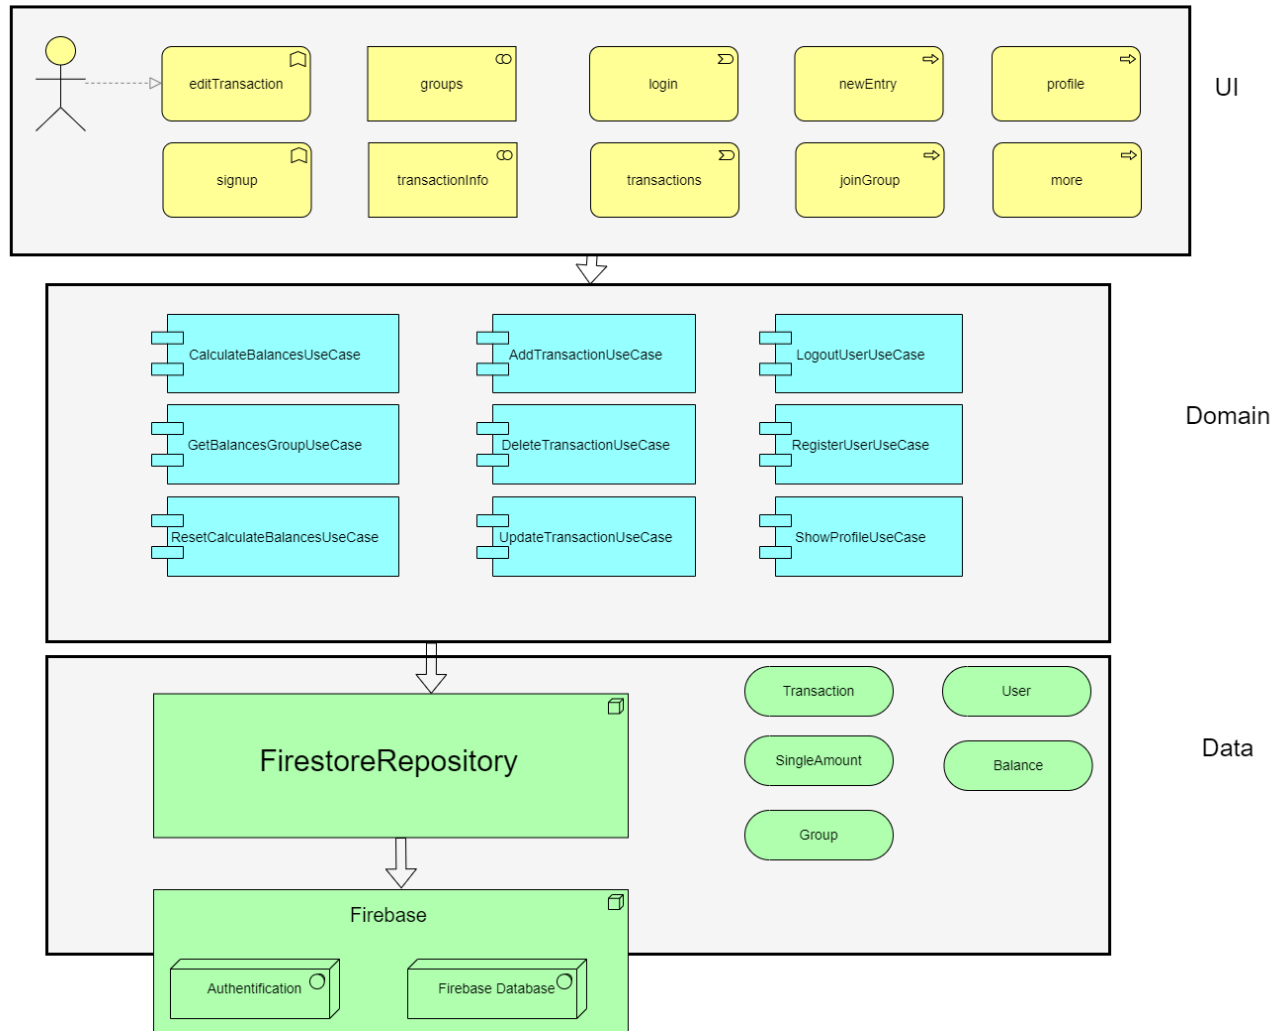 editTransaction
groups
login
newEntry
profile
UI
signup
transactionInfo
transactions
joinGroup
more
CalculateBalancesUseCase
AddTransactionUseCase
LogoutUserUseCase
Domain
GetBalancesGroupUseCase
DeleteTransactionUseCase
RegisterUserUseCase
ResetCalculateBalancesUseCase
UpdateTransactionUseCase
ShowProfileUseCase
FirestoreRepository
Transaction
User
SingleAmount
Balance
Group
Data
Firebase
Authentification
Firebase Database